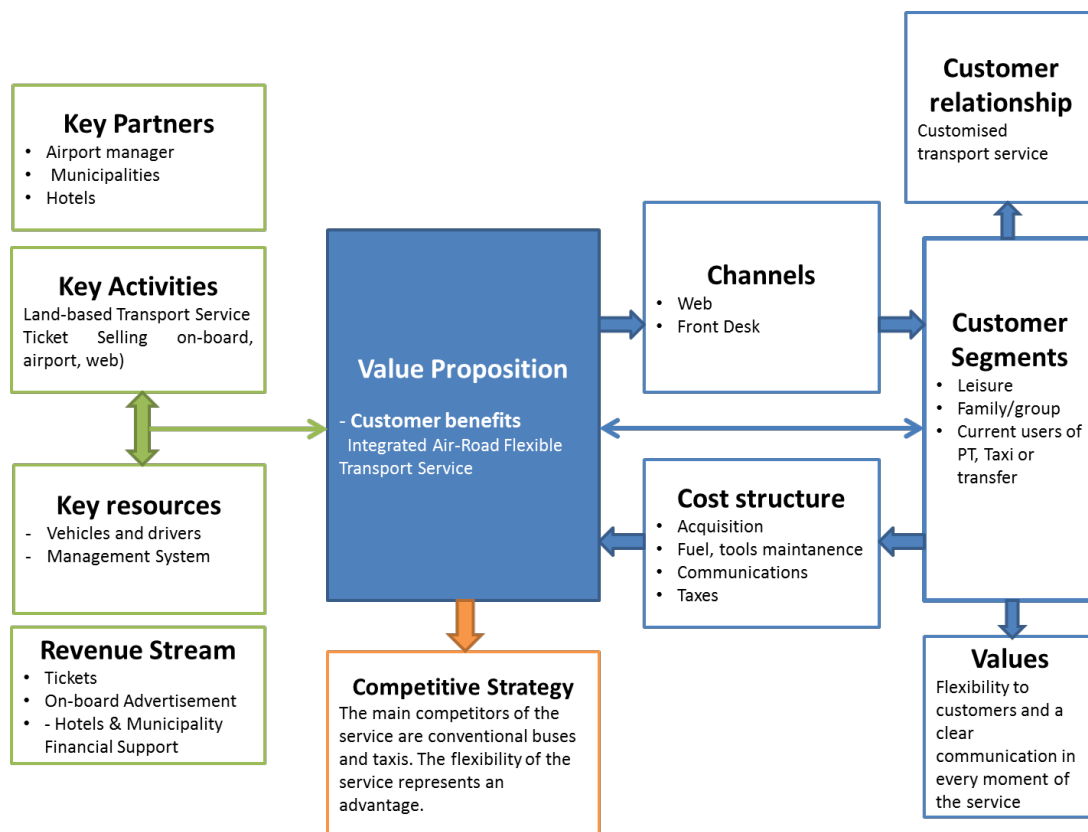 Key Partners
• Airport manager
• Municipalities
• Hotels
Key Activities
Land-based Transport Service
Ticket Selling on-board,
airport, web)
Key resources
- Vehicles and drivers
- Management System
Revenue Stream
• Tickets
• On-board Advertisement
• - Hotels & Municipality
Financial Support
Value Proposition
- Customer benefits
Integrated Air-Road Flexible
Transport Service
Competitive Strategy
The main competitors of the
service are conventional buses
and taxis. The flexibility of the
service represents an
advantage.
Channels
• Web
• Front Desk
Cost structure
• Acquisition
• Fuel, tools maintanence
• Communications
• Taxes
Customer
relationship
Customised
transport service
Customer
Segments
• Leisure
• Family/group
• Current users of
PT, Taxi or
transfer
Values
Flexibility to
customers and a
clear
communication in
every moment of
the service